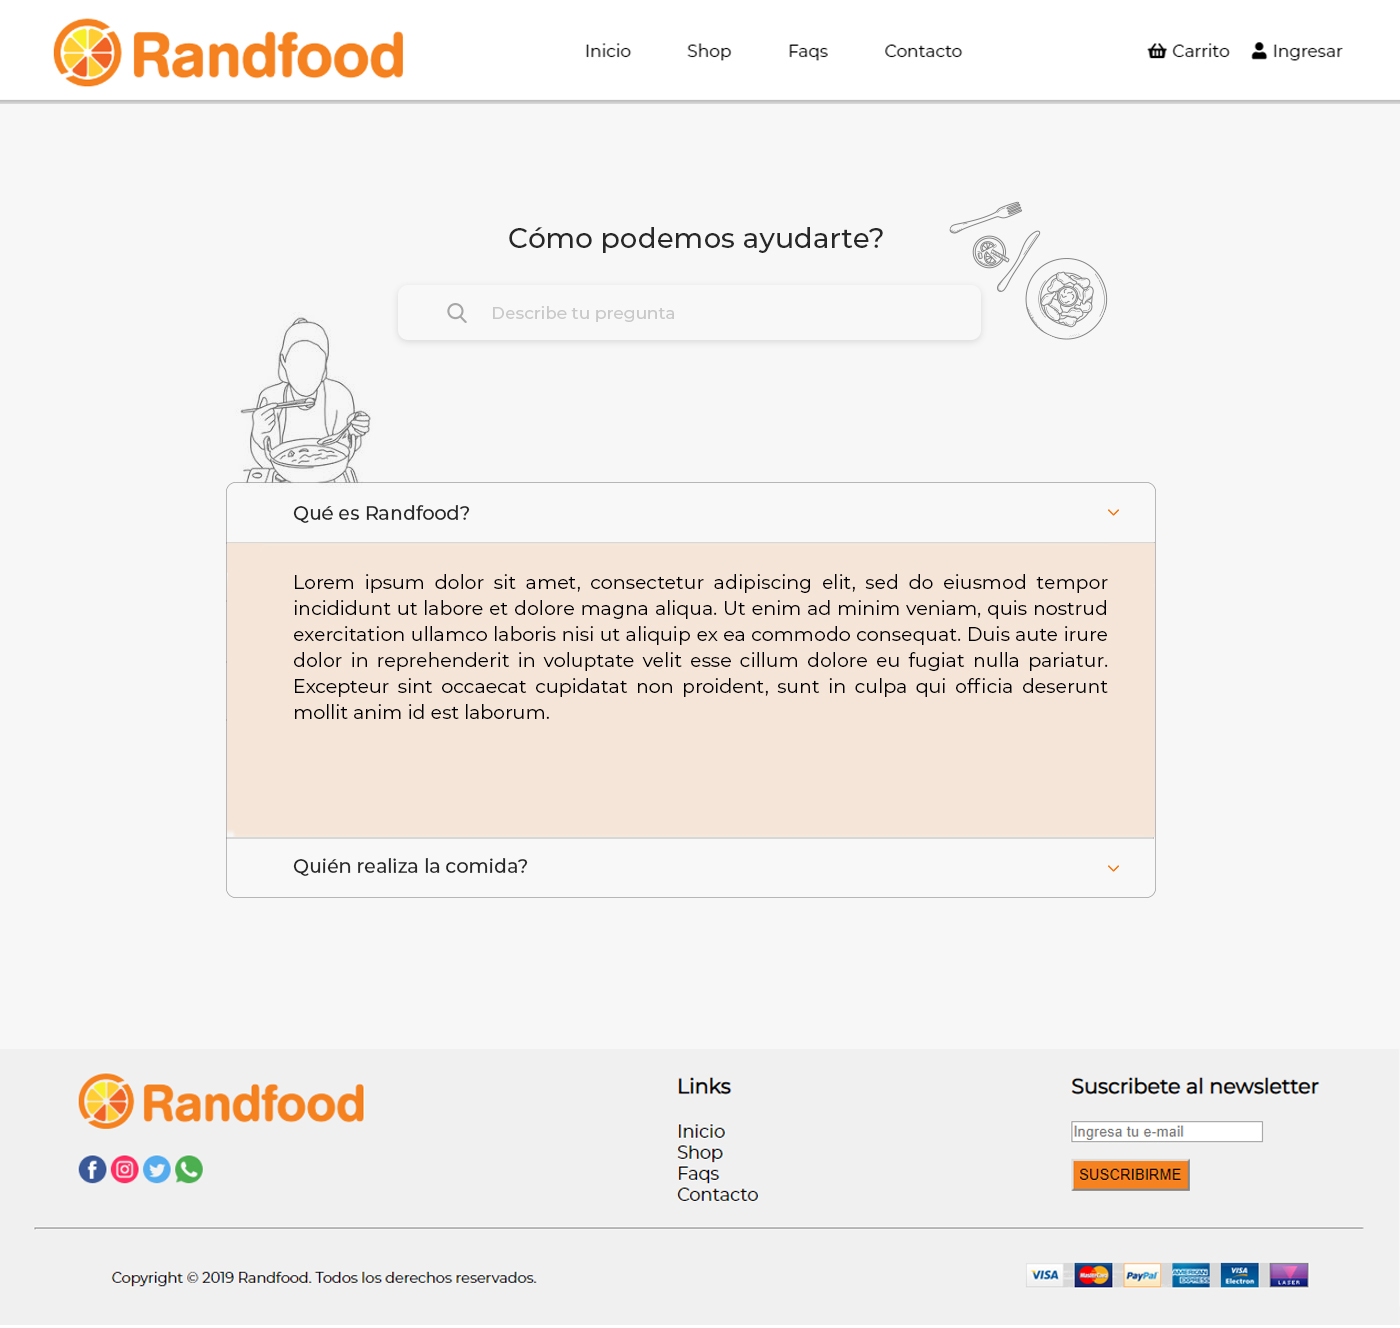 Randfood
Inicio
Shop
Faqs
Contacto
Carrito
Ingresar
Cómo podemos ayudarte?
Describe tu pregunta
Qué es Randfood?
Lorem ipsum dolor sit amet, consectetur adipiscing elit, sed do eiusmod tempor
incididunt ut labore et dolore magna aliqua. Ut enim ad minim veniam, quis nostrud
exercitation ullamco laboris nisi ut aliquip ex ea commodo consequat. Duis aute irure
dolor in reprehenderit in voluptate velit esse cillum dolore eu fugiat nulla pariatur.
Excepteur sint occaecat cupidatat non proident, sunt in culpa qui officia deserunt
mollit anim id est laborum.
Quién realiza la comida?
Randfood
Links
Inicio
Shop
Faqs
Contacto
Suscribete al newsletter
Ingresa tu e-mail
SUSCRIBIRME
Copyright © 2019 Randfood. Todos los derechos reservados.
VISA
MasterCard
PayPal
AMERICAN
EXPRESS
VISA
Electron
LASER